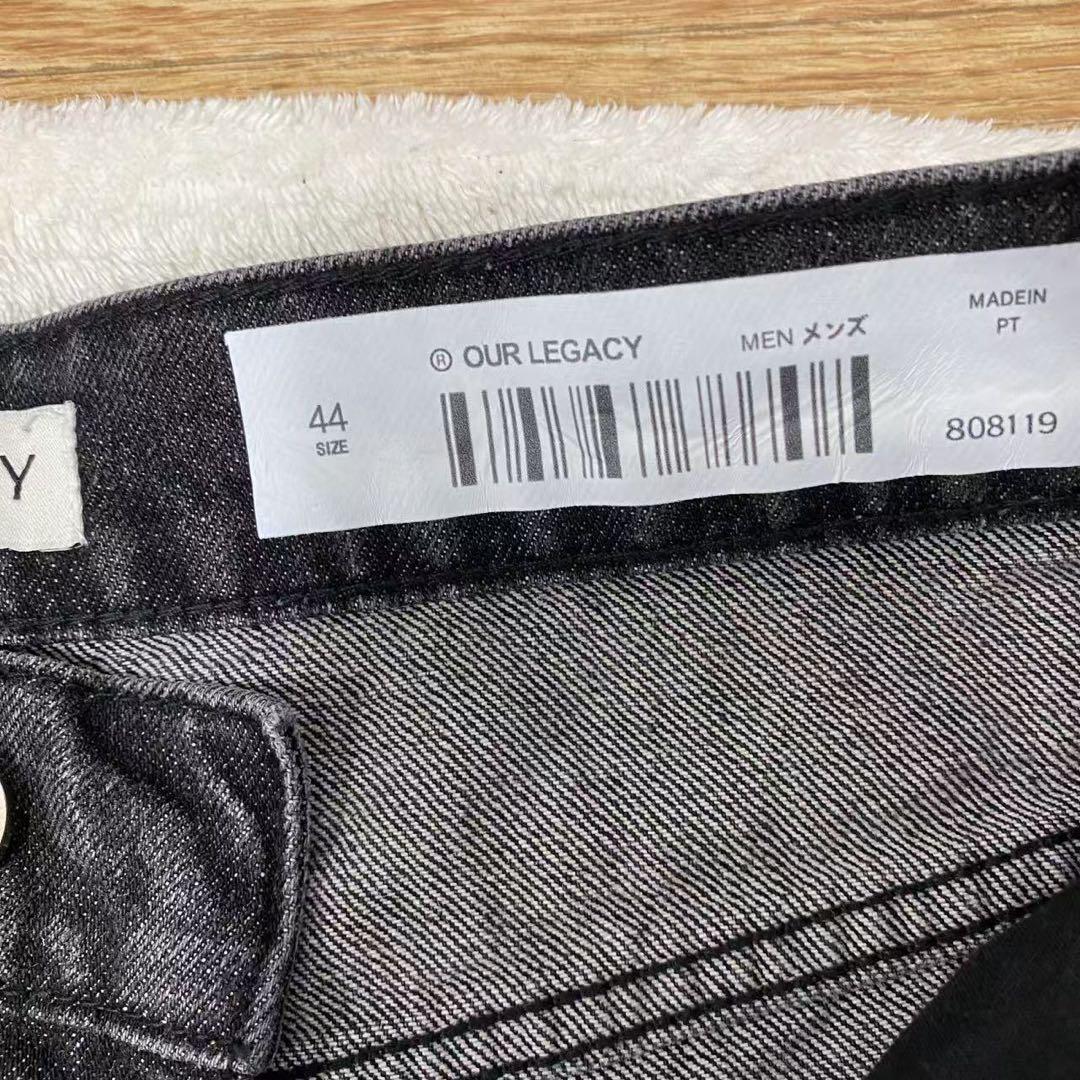 ® OUR LEGACY
MEN メンズ
MADEIN
PT
44
SIZE
808119
Y